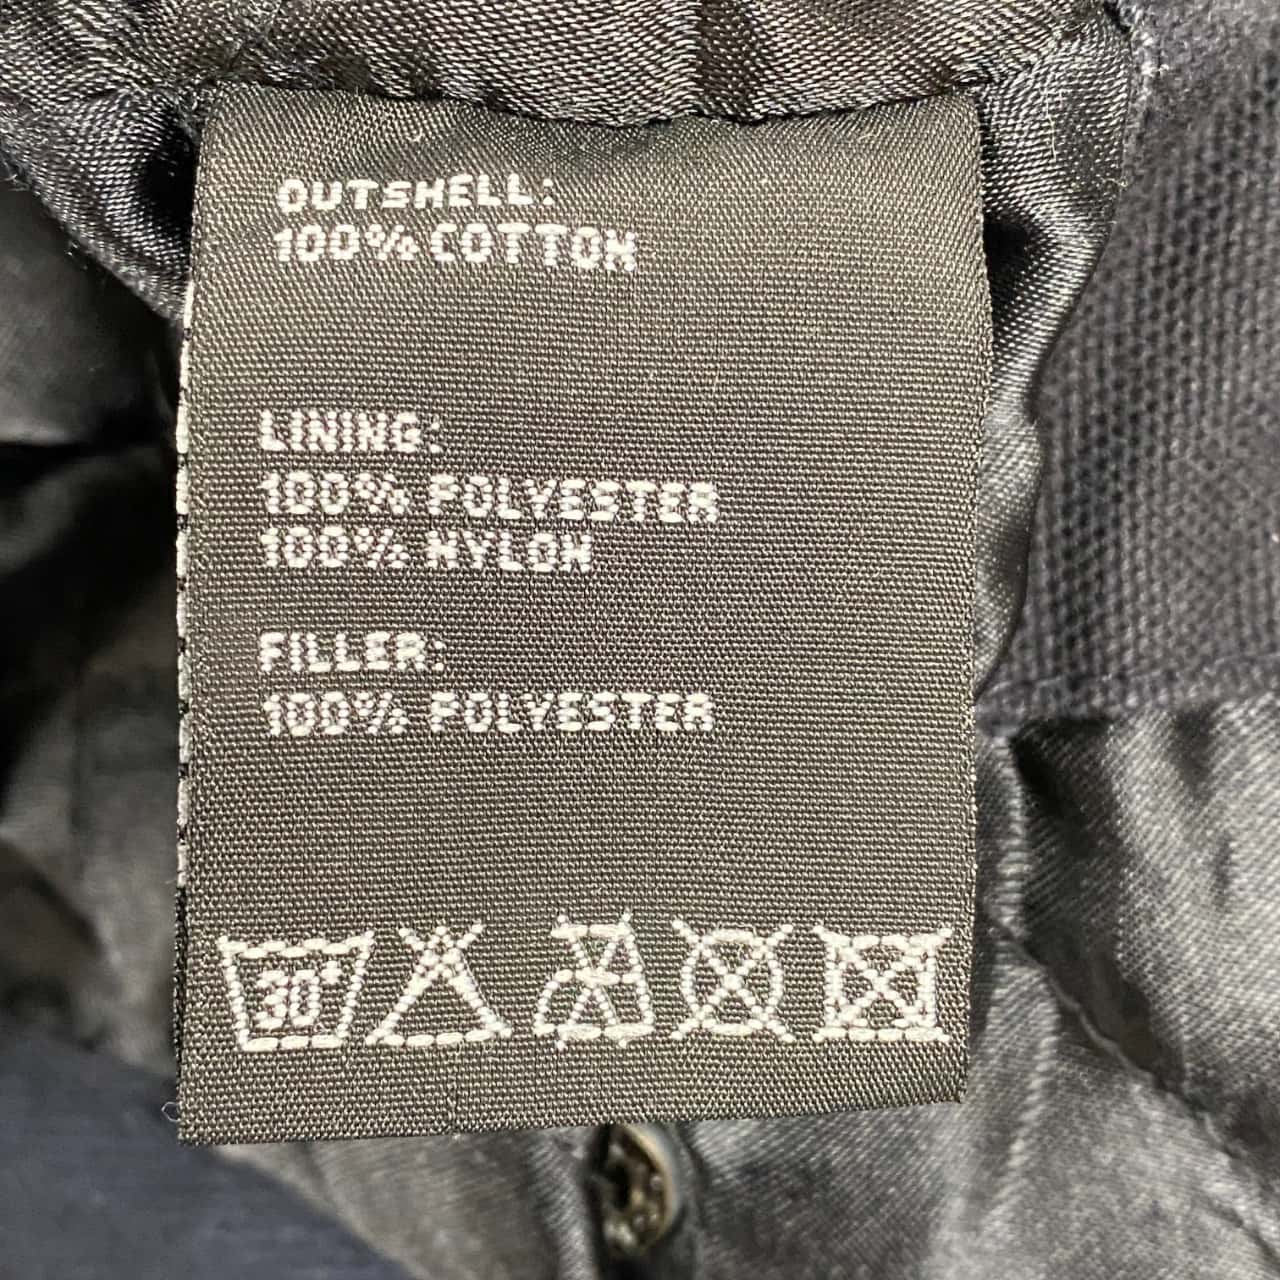 OUTSHELL:
100% COTTON
LINING:
100% POLYESTER
100% NYLON
FILLER:
100% POLYESTER
30°